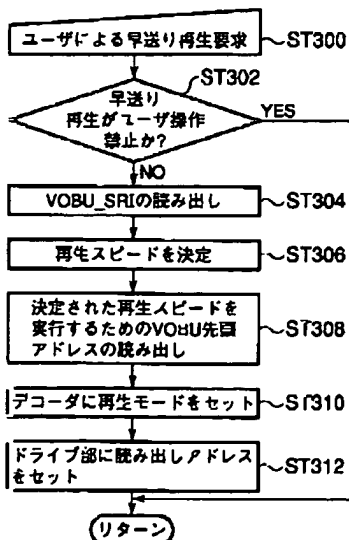 ユーザによる早送り再生要求 ST300
ST302
早送り
再生がユーザ操作
禁止か?
YES
NO
VOBU_SRIの読み出し ST304
再生スピードを決定 ST306
決定された再生スピードを
実行するためのVOBU先頭
アドレスの読み出し ST308
デコーダに再生モードをセット ST310
ドライブ部に読み出しアドレス
をセット ST312
リターン